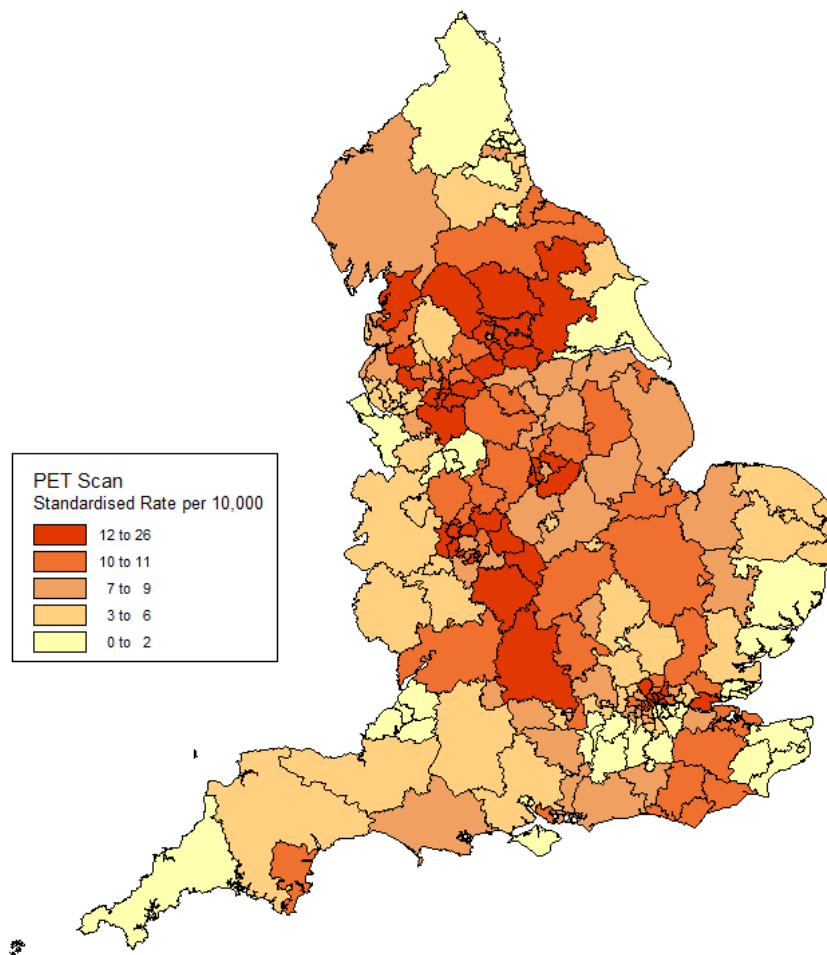 PET Scan
Standardised Rate per 10,000
12 to 26
10 to 11
7 to 9
3 to 6
0 to 2